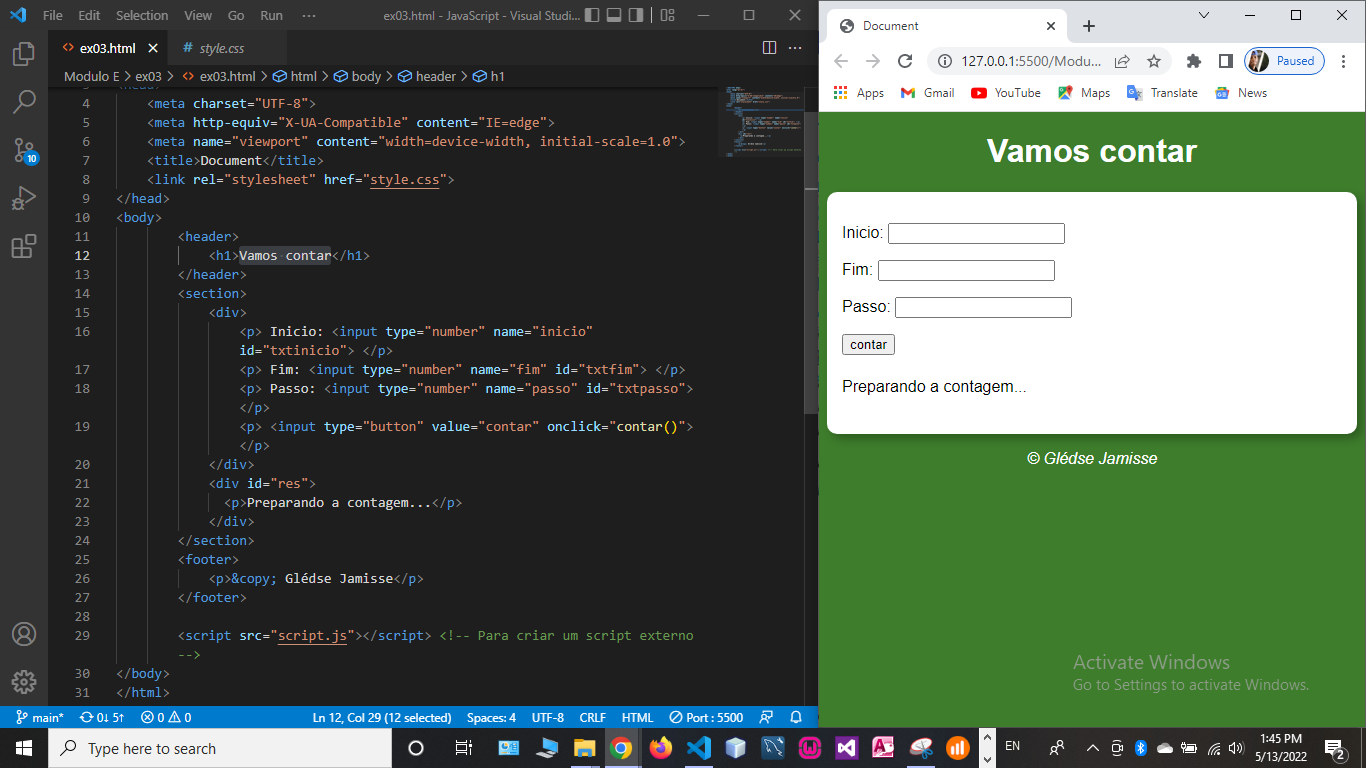 File Edit Selection View Go Run ··· ex03.html - JavaScript - Visual Studi...
ex03.html
style.css
Modulo E > ex03 > ex03.html > html > body > header > h1
4 <meta charset="UTF-8">
5 <meta http-equiv="X-UA-Compatible" content="IE=edge">
6 <meta name="viewport" content="width=device-width, initial-scale=1.0">
7 <title>Document</title>
8 <link rel="stylesheet" href="style.css">
9 </head>
10 <body>
11 <header>
12 <h1>Vamos contar</h1>
13 </header>
14 <section>
15 <div>
16 <p> Inicio: <input type="number" name="inicio"
id="txtinicio"> </p>
17 <p> Fim: <input type="number" name="fim" id="txtfim"> </p>
18 <p> Passo: <input type="number" name="passo" id="txtpasso">
</p>
19 <p> <input type="button" value="contar" onclick="contar()">
</p>
20 </div>
21 <div id="res">
22 <p>Preparando a contagem...</p>
23 </div>
24 </section>
25 <footer>
26 <p>&copy; Glédse Jamisse</p>
27 </footer>
28
29 <script src="script.js"></script> <!-- Para criar um script externo
-->
30 </body>
31 </html>
10
main* 0↓ 5↑ 0 0 Ln 12, Col 29 (12 selected) Spaces: 4 UTF-8 CRLF HTML Port : 5500
Document
127.0.0.1:5500/Modu... Paused
Apps Gmail YouTube Maps Translate News
Vamos contar
Inicio:
Fim:
Passo:
contar
Preparando a contagem...
© Glédse Jamisse
Activate Windows
Go to Settings to activate Windows.
Type here to search
EN
1:45 PM
5/13/2022
2